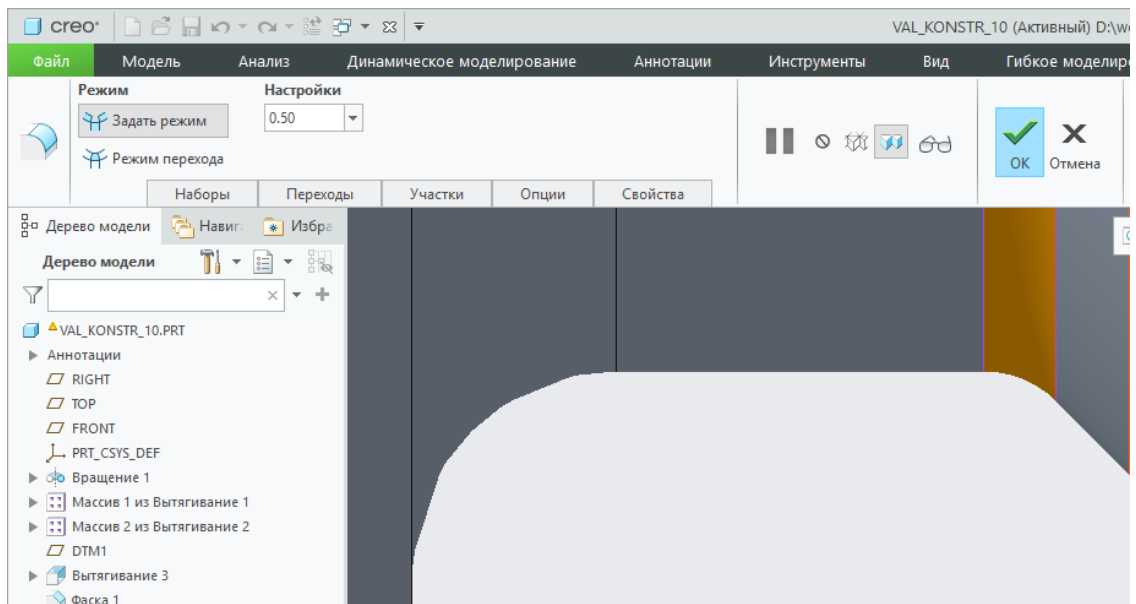 creo
VAL_KONSTR_10 (Активный) D:\w
Файл Модель Анализ Динамическое моделирование Аннотации Инструменты Вид Гибкое моделир
Режим Настройки
Задать режим 0.50
Режим перехода
OK Отмена
Наборы Переходы Участки Опции Свойства
Дерево модели Навиг Избра
Дерево модели
VAL_KONSTR_10.PRT
Аннотации
RIGHT
TOP
FRONT
PRT_CSYS_DEF
Вращение 1
Массив 1 из Вытягивание 1
Массив 2 из Вытягивание 2
DTM1
Вытягивание 3
Фаска 1